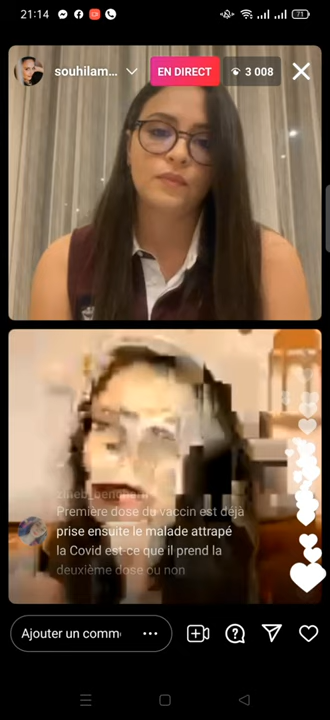 21:14 71
souhilam... EN DIRECT 3 008
Première dose du vaccin est déjà
prise ensuite le malade attrapé
la Covid est-ce que il prend la
deuxième dose ou non
Ajouter un comm